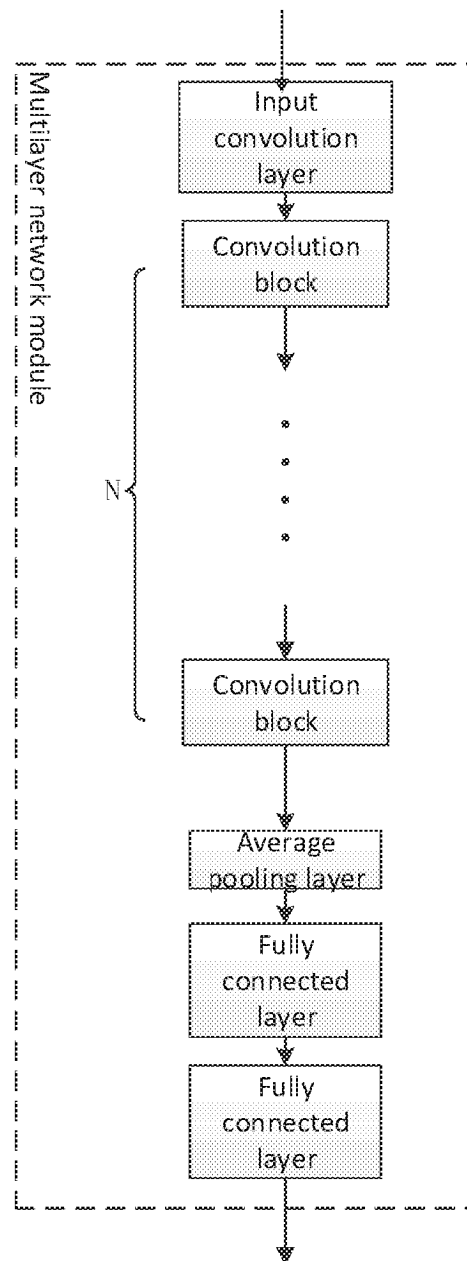 Multilayer network module
Input
convolution
layer
Convolution
block
N
Convolution
block
Average
pooling layer
Fully
connected
layer
Fully
connected
layer